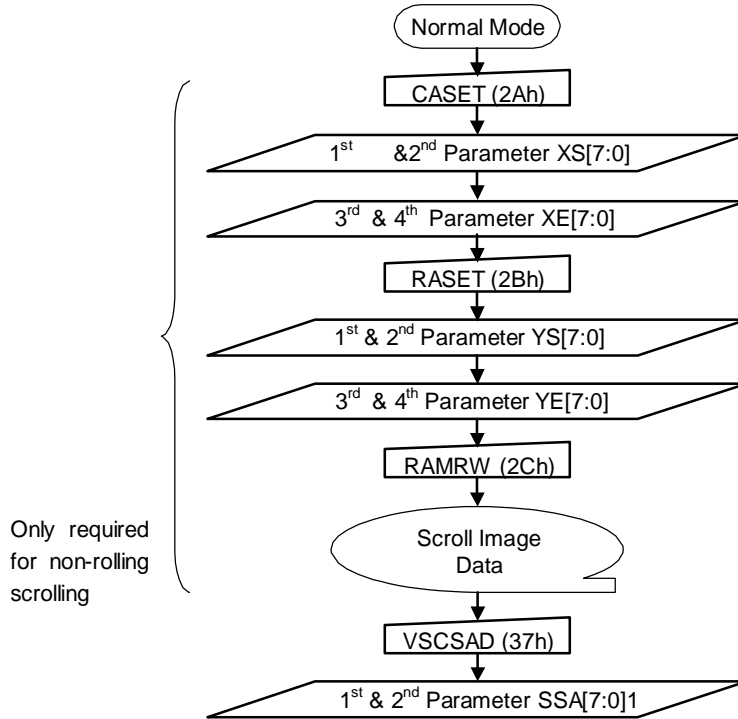 Normal Mode
CASET (2Ah)
1st &2nd Parameter XS[7:0]
3rd & 4th Parameter XE[7:0]
RASET (2Bh)
1st & 2nd Parameter YS[7:0]
3rd & 4th Parameter YE[7:0]
RAMRW (2Ch)
Only required
for non-rolling
scrolling
Scroll Image
Data
VSCSAD (37h)
1st & 2nd Parameter SSA[7:0]1